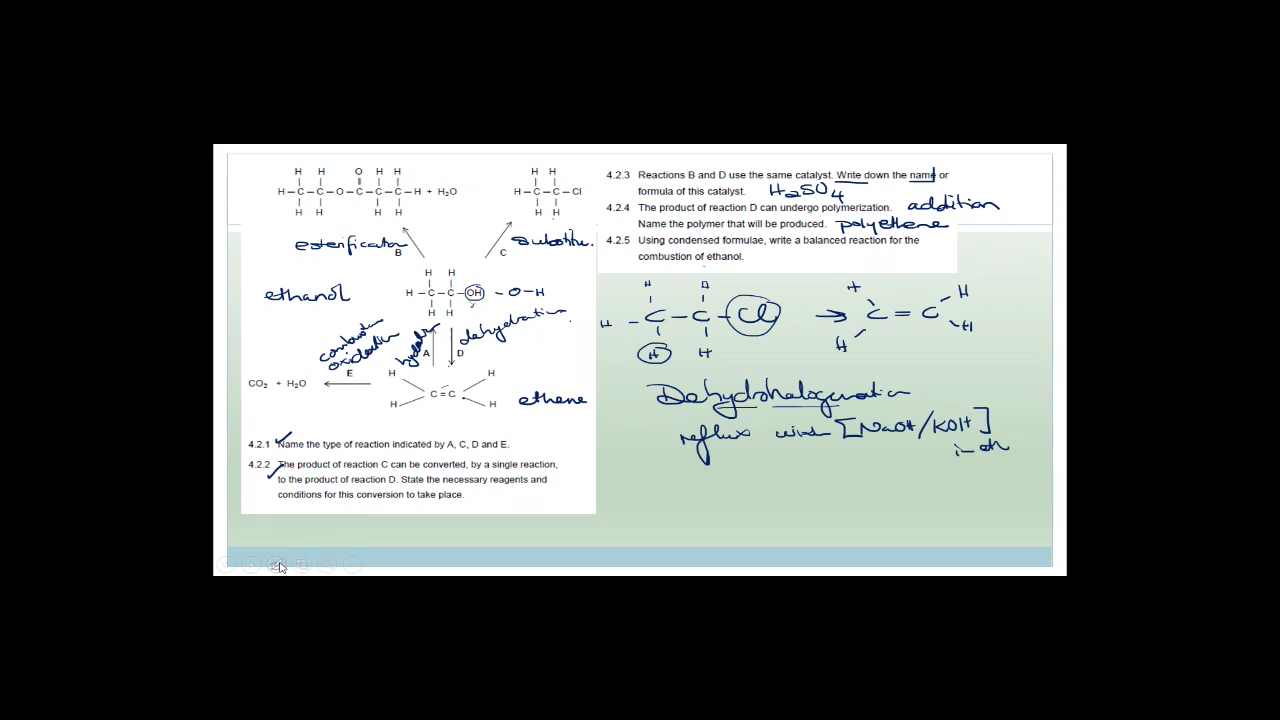 H H O H H
H – C – C – O – C – C – C – H + H₂O
H H H H
H H
H – C – C – Cl
H H
esterification
B
substitu.
C
ethanol
H H
H – C – C – OH – O – H
H H
combustion
oxidation
hydration
A
D
dehydration
E
CO₂ + H₂O
H H
C = C
H H
ethene
4.2.1 Name the type of reaction indicated by A, C, D and E.
4.2.2 The product of reaction C can be converted, by a single reaction,
to the product of reaction D. State the necessary reagents and
conditions for this conversion to take place.
4.2.3 Reactions B and D use the same catalyst. Write down the name or
formula of this catalyst. H₂SO₄
4.2.4 The product of reaction D can undergo polymerization. addition
Name the polymer that will be produced. polyethene
4.2.5 Using condensed formulae, write a balanced reaction for the
combustion of ethanol.
H H
H – C – C – Cl → C = C
H H
H H
H H
Dehydrohalogenation
reflux with [NaOH/KOH]